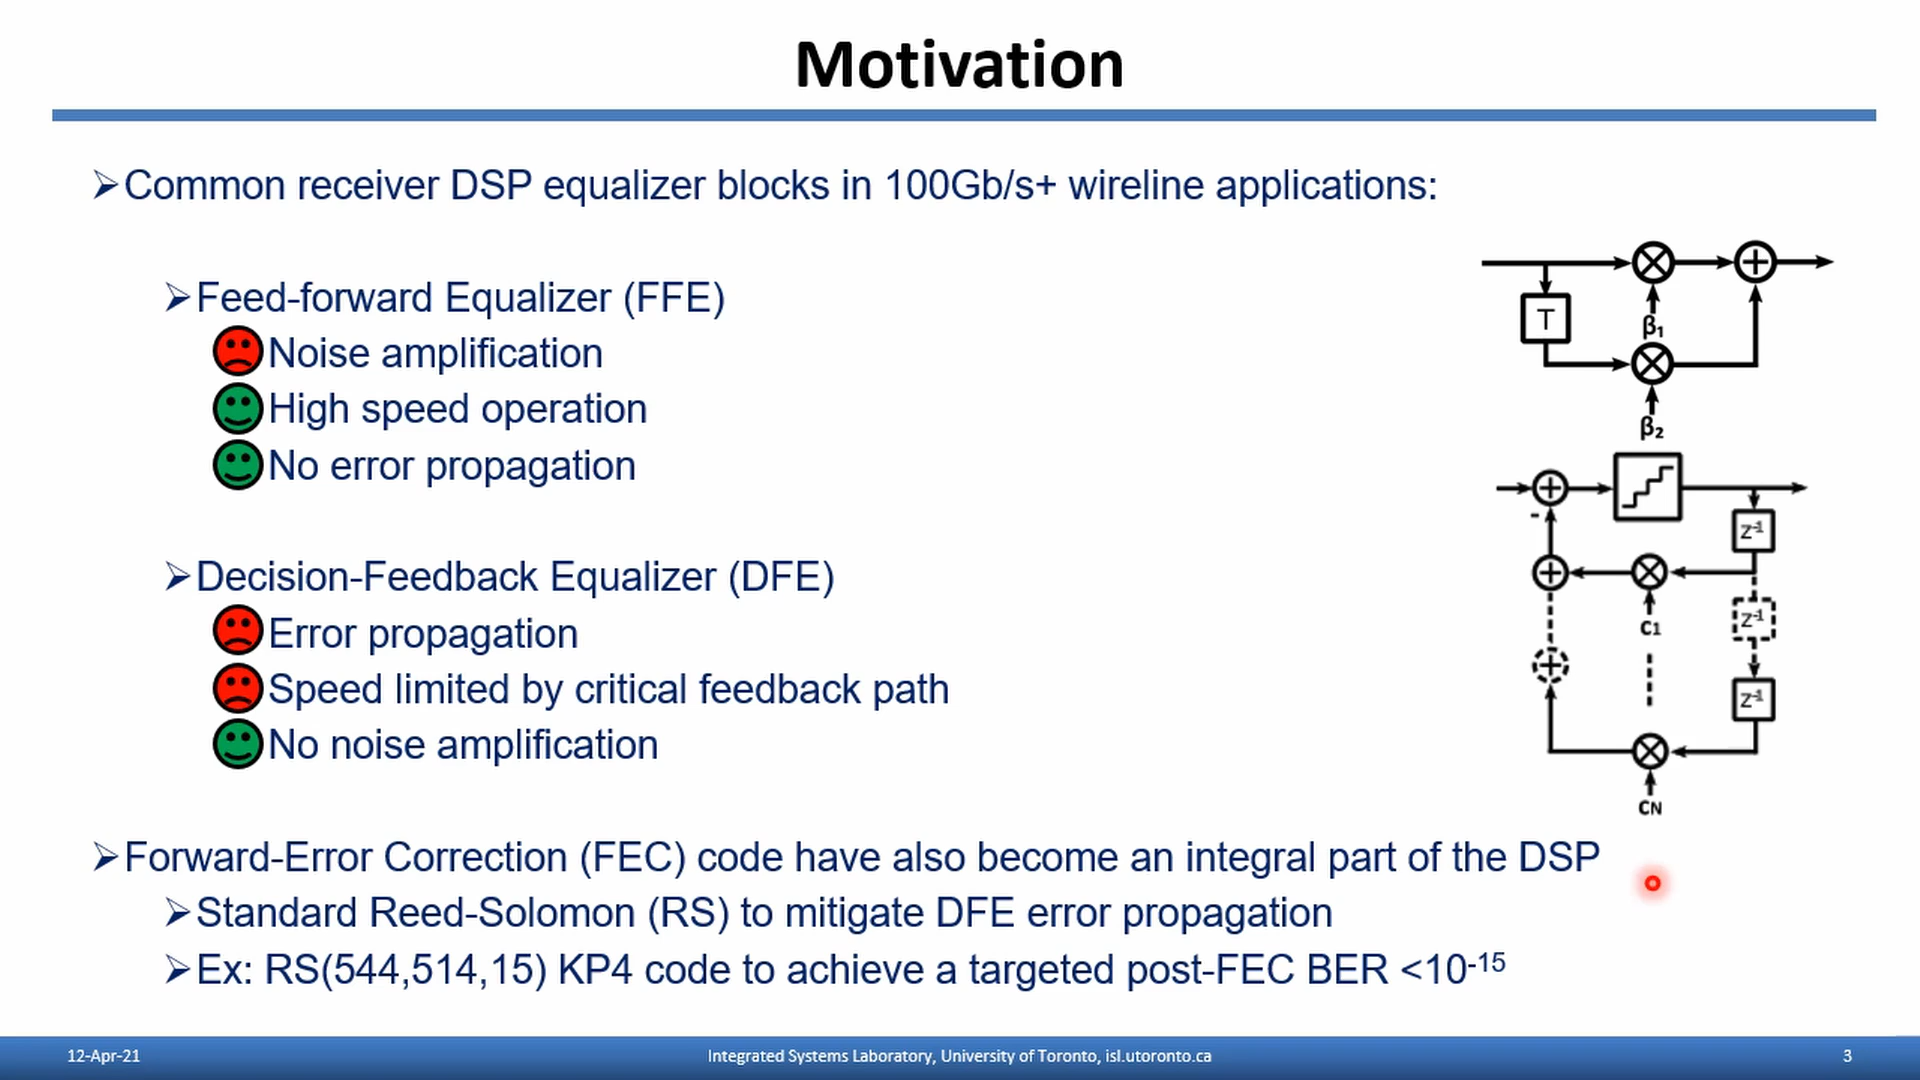 Motivation
Common receiver DSP equalizer blocks in 100Gb/s+ wireline applications:
Feed-forward Equalizer (FFE)
Noise amplification
High speed operation
No error propagation
T
β₁
β₂
Decision-Feedback Equalizer (DFE)
Error propagation
Speed limited by critical feedback path
No noise amplification
-
z⁻¹
z⁻¹
c1
z⁻¹
cN
Forward-Error Correction (FEC) code have also become an integral part of the DSP
Standard Reed-Solomon (RS) to mitigate DFE error propagation
Ex: RS(544,514,15) KP4 code to achieve a targeted post-FEC BER <10⁻¹⁵
12-Apr-21
Integrated Systems Laboratory, University of Toronto, isl.utoronto.ca
3